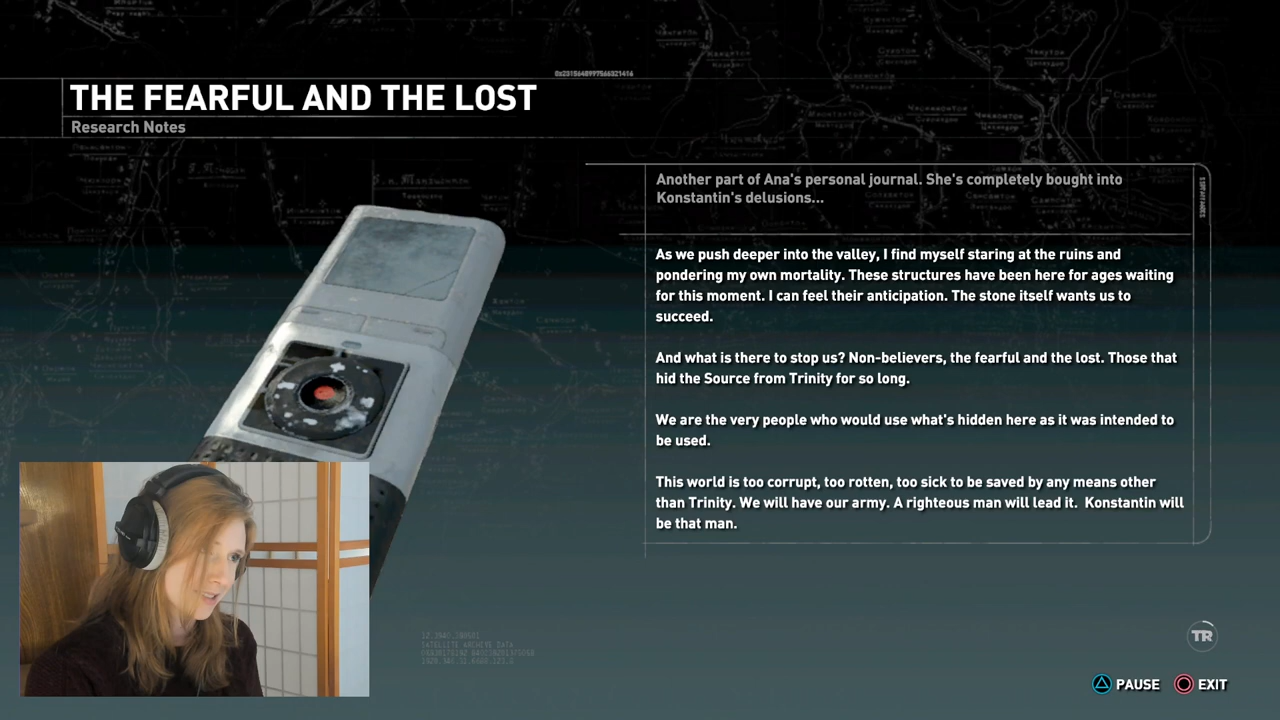 0x2315648997566321416
THE FEARFUL AND THE LOST
Research Notes
Another part of Ana's personal journal. She's completely bought into
Konstantin's delusions...
As we push deeper into the valley, I find myself staring at the ruins and
pondering my own mortality. These structures have been here for ages waiting
for this moment. I can feel their anticipation. The stone itself wants us to
succeed.
And what is there to stop us? Non-believers, the fearful and the lost. Those that
hid the Source from Trinity for so long.
We are the very people who would use what's hidden here as it was intended to
be used.
This world is too corrupt, too rotten, too sick to be saved by any means other
than Trinity. We will have our army. A righteous man will lead it.  Konstantin will
be that man.
SATELLITE ARCHIVE DATA
TR
PAUSE
EXIT